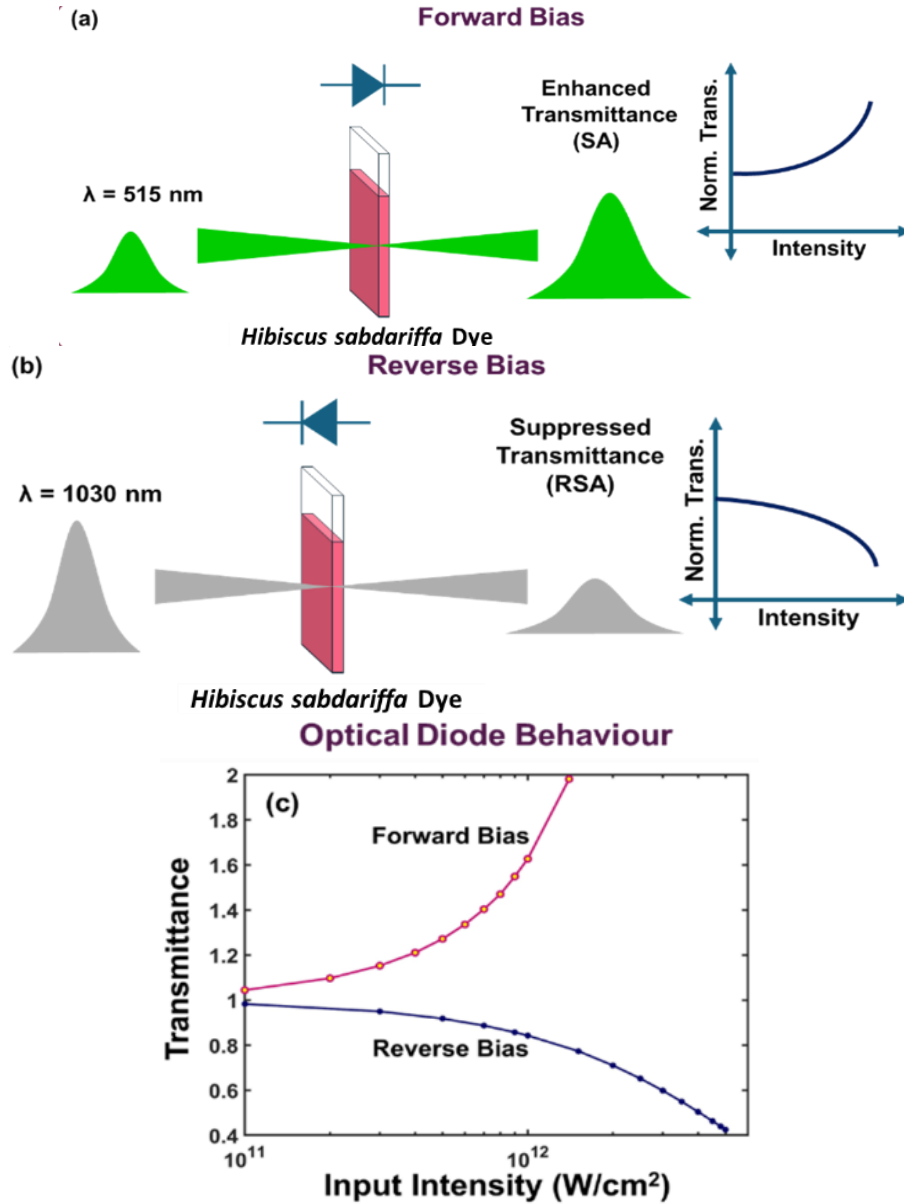 (a)
Forward Bias
Enhanced
Transmittance
(SA)
Norm. Trans.
Intensity
λ = 515 nm
Hibiscus sabdariffa Dye
(b)
Reverse Bias
Suppressed
Transmittance
(RSA)
Norm. Trans.
Intensity
λ = 1030 nm
Hibiscus sabdariffa Dye
Optical Diode Behaviour
(c)
Forward Bias
Reverse Bias
Transmittance
2
1.8
1.6
1.4
1.2
1
0.8
0.6
0.4
10¹¹
10¹²
Input Intensity (W/cm²)